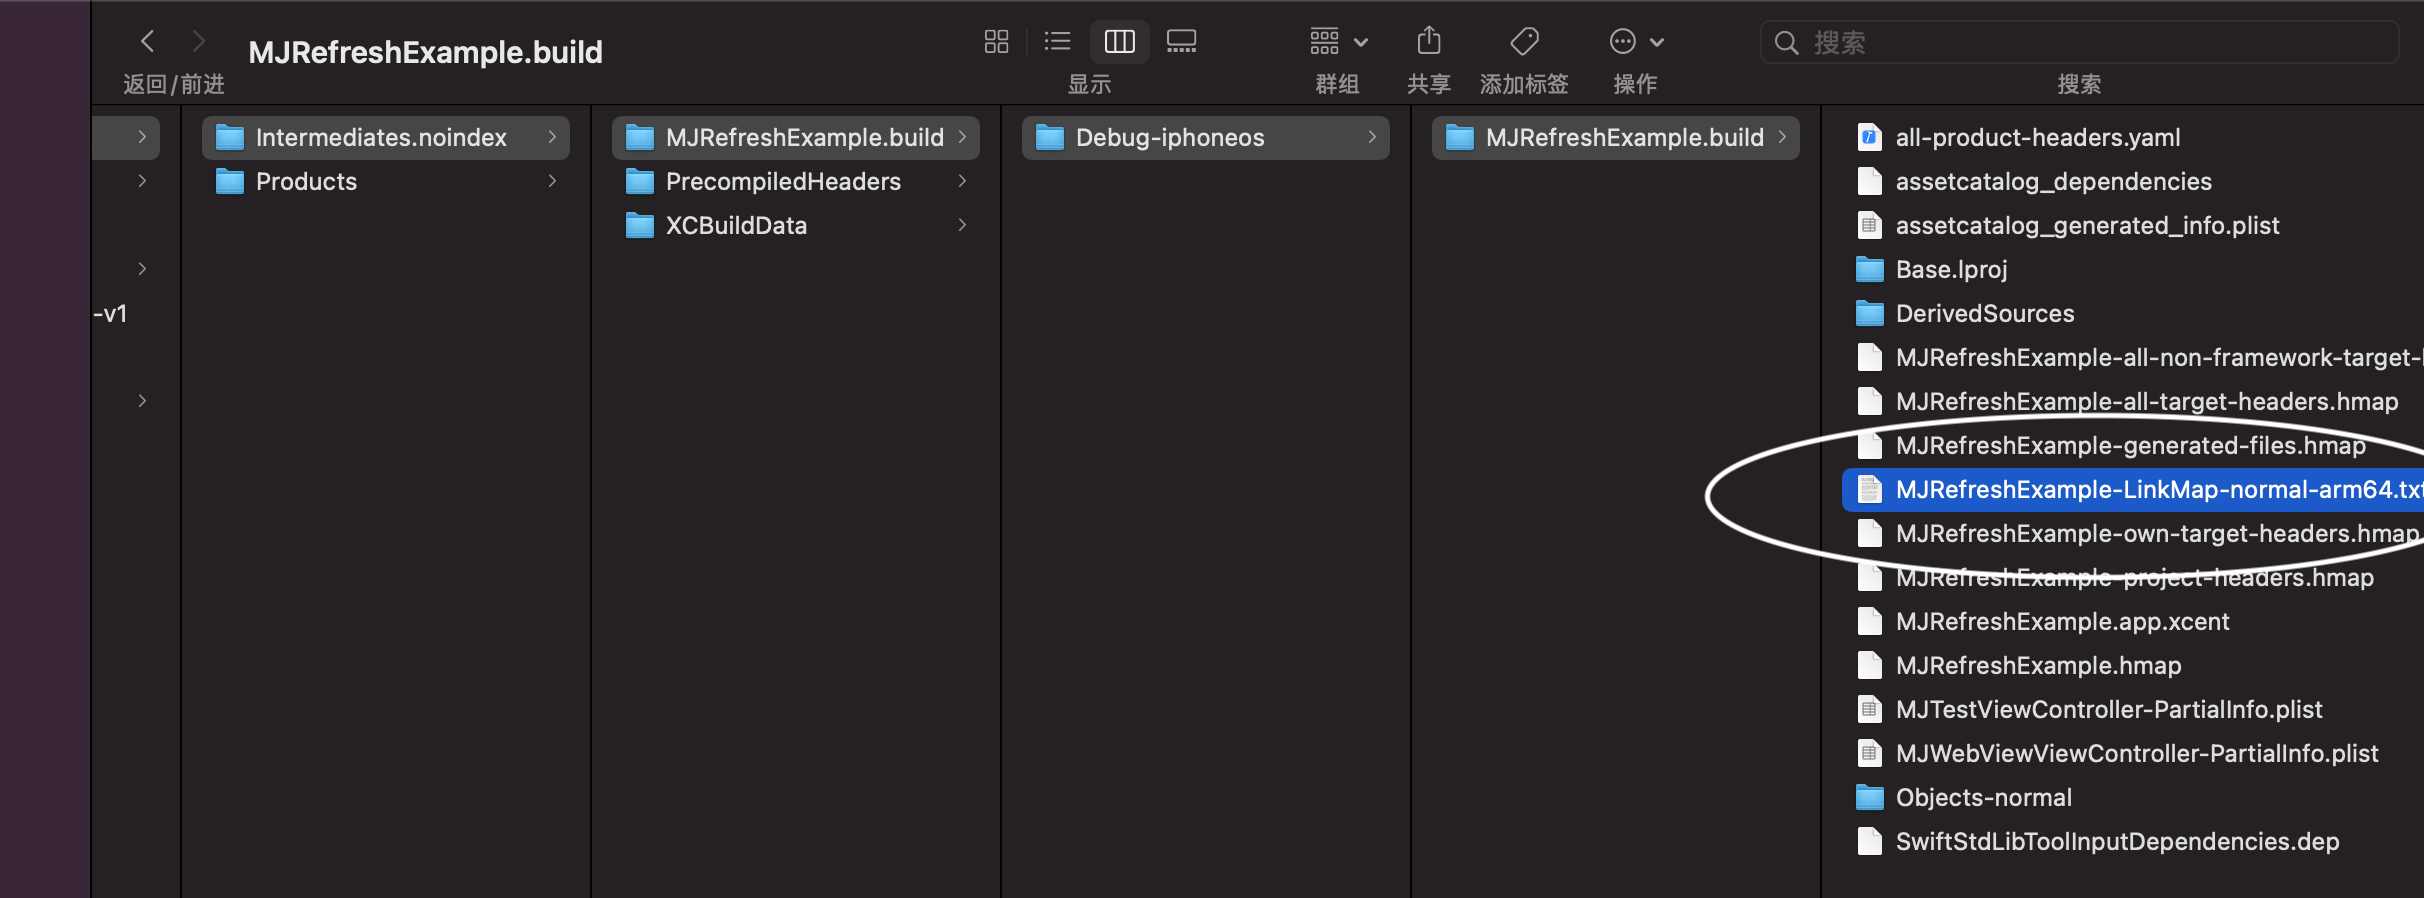 MJRefreshExample.build
返回/前进
显示
群组
共享
添加标签
操作
搜索
搜索
-v1
Intermediates.noindex
Products
MJRefreshExample.build
PrecompiledHeaders
XCBuildData
Debug-iphoneos
MJRefreshExample.build
all-product-headers.yaml
assetcatalog_dependencies
assetcatalog_generated_info.plist
Base.lproj
DerivedSources
MJRefreshExample-all-non-framework-target-
MJRefreshExample-all-target-headers.hmap
MJRefreshExample-generated-files.hmap
MJRefreshExample-LinkMap-normal-arm64.txt
MJRefreshExample-own-target-headers.hmap
MJRefreshExample-project-headers.hmap
MJRefreshExample.app.xcent
MJRefreshExample.hmap
MJTestViewController-PartialInfo.plist
MJWebViewViewController-PartialInfo.plist
Objects-normal
SwiftStdLibToolInputDependencies.dep